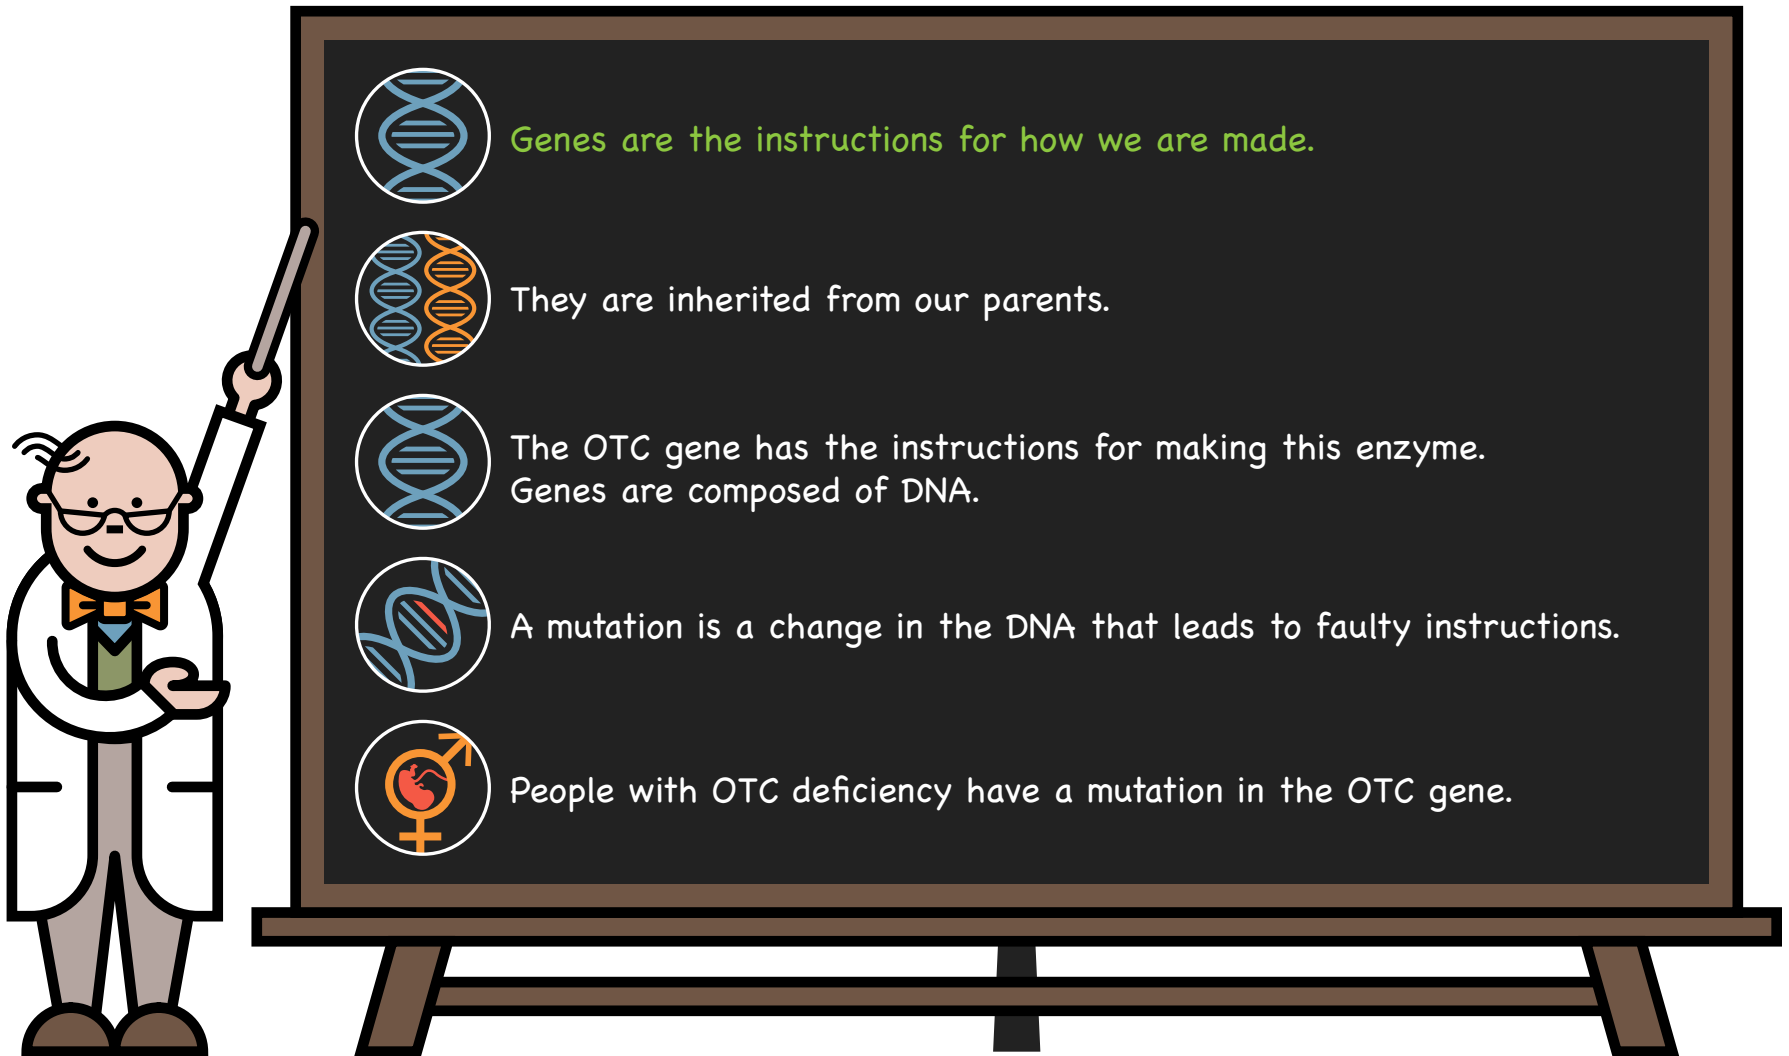 Genes are the instructions for how we are made.
They are inherited from our parents.
The OTC gene has the instructions for making this enzyme.
Genes are composed of DNA.
A mutation is a change in the DNA that leads to faulty instructions.
People with OTC deficiency have a mutation in the OTC gene.